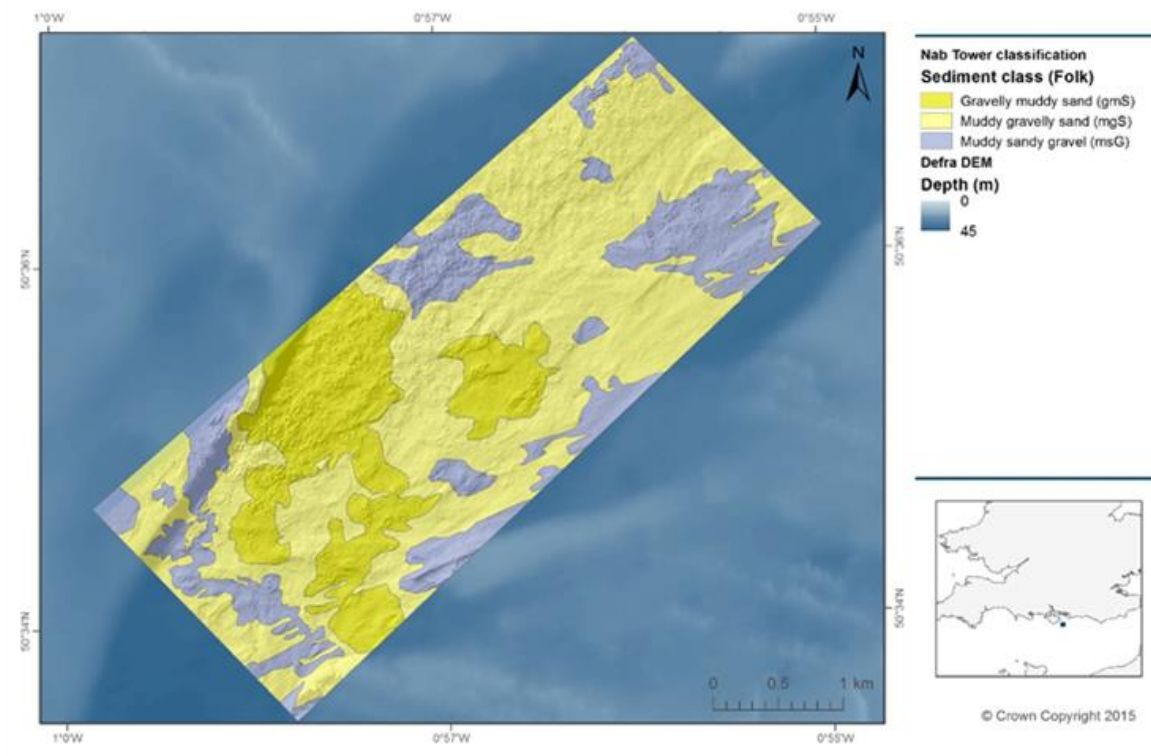 1°0'W
0°57'W
0°55'W
N
50°36'N
50°36'N
50°34'N
50°34'N
0
0.5
1 km
1°0'W
0°57'W
0°55'W
Nab Tower classification
Sediment class (Folk)
Gravelly muddy sand (gmS)
Muddy gravelly sand (mgS)
Muddy sandy gravel (msG)
Defra DEM
Depth (m)
0
45
© Crown Copyright 2015